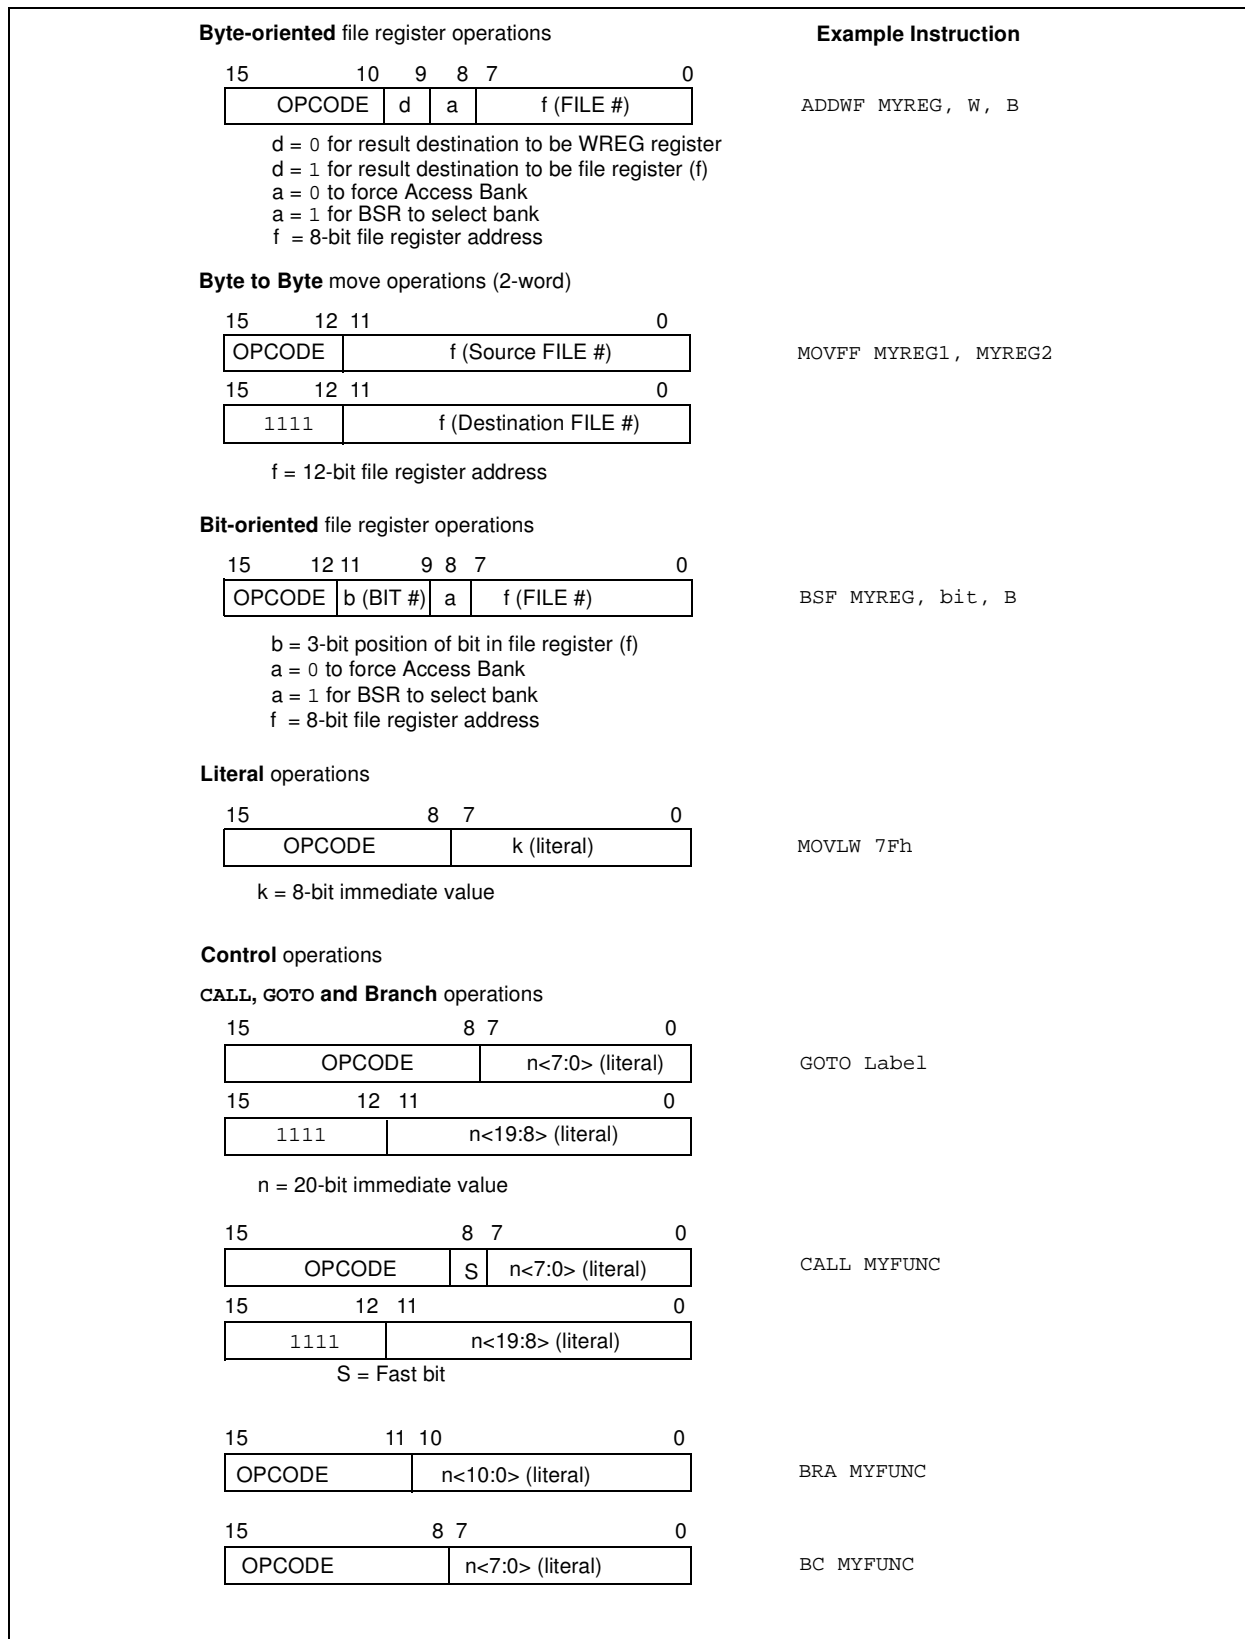 Byte-oriented file register operations Example Instruction
15 10 9 8 7 0
OPCODE d a f (FILE #) ADDWF MYREG, W, B
d = 0 for result destination to be WREG register
d = 1 for result destination to be file register (f)
a = 0 to force Access Bank
a = 1 for BSR to select bank
f = 8-bit file register address
Byte to Byte move operations (2-word)
15 12 11 0
OPCODE f (Source FILE #) MOVFF MYREG1, MYREG2
15 12 11 0
1111 f (Destination FILE #)
f = 12-bit file register address
Bit-oriented file register operations
15 12 11 9 8 7 0
OPCODE b (BIT #) a f (FILE #) BSF MYREG, bit, B
b = 3-bit position of bit in file register (f)
a = 0 to force Access Bank
a = 1 for BSR to select bank
f = 8-bit file register address
Literal operations
15 8 7 0
OPCODE k (literal) MOVLW 7Fh
k = 8-bit immediate value
Control operations
CALL, GOTO and Branch operations
15 8 7 0
OPCODE n<7:0> (literal) GOTO Label
15 12 11 0
1111 n<19:8> (literal)
n = 20-bit immediate value
15 8 7 0
OPCODE S n<7:0> (literal) CALL MYFUNC
15 12 11 0
1111 n<19:8> (literal)
S = Fast bit
15 11 10 0
OPCODE n<10:0> (literal) BRA MYFUNC
15 8 7 0
OPCODE n<7:0> (literal) BC MYFUNC